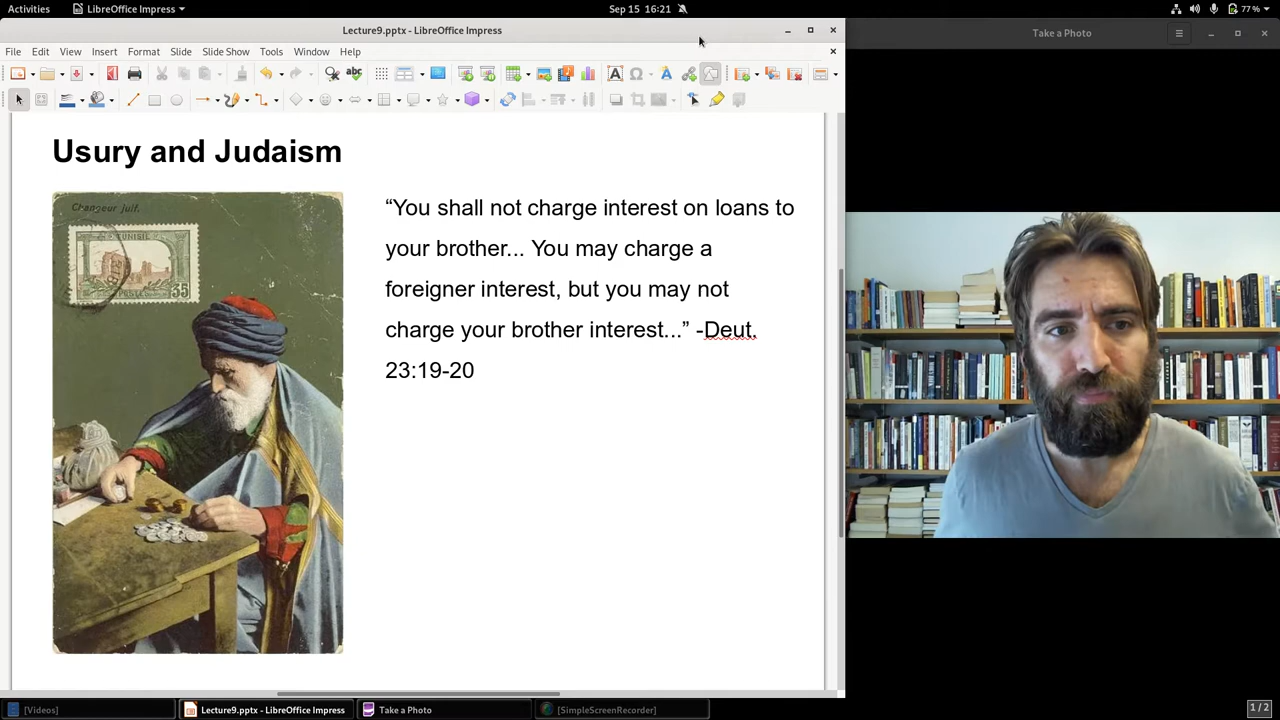 Activities LibreOffice Impress Sep 15 16:21 77%
Lecture9.pptx - LibreOffice Impress
Take a Photo
File Edit View Insert Format Slide Slide Show Tools Window Help
Usury and Judaism
Changeur juif.
TUNISIE
POSTES
35
“You shall not charge interest on loans to
your brother... You may charge a
foreigner interest, but you may not
charge your brother interest...” -Deut.
23:19-20
[Videos] Lecture9.pptx - LibreOffice Impress Take a Photo [SimpleScreenRecorder] 1/2